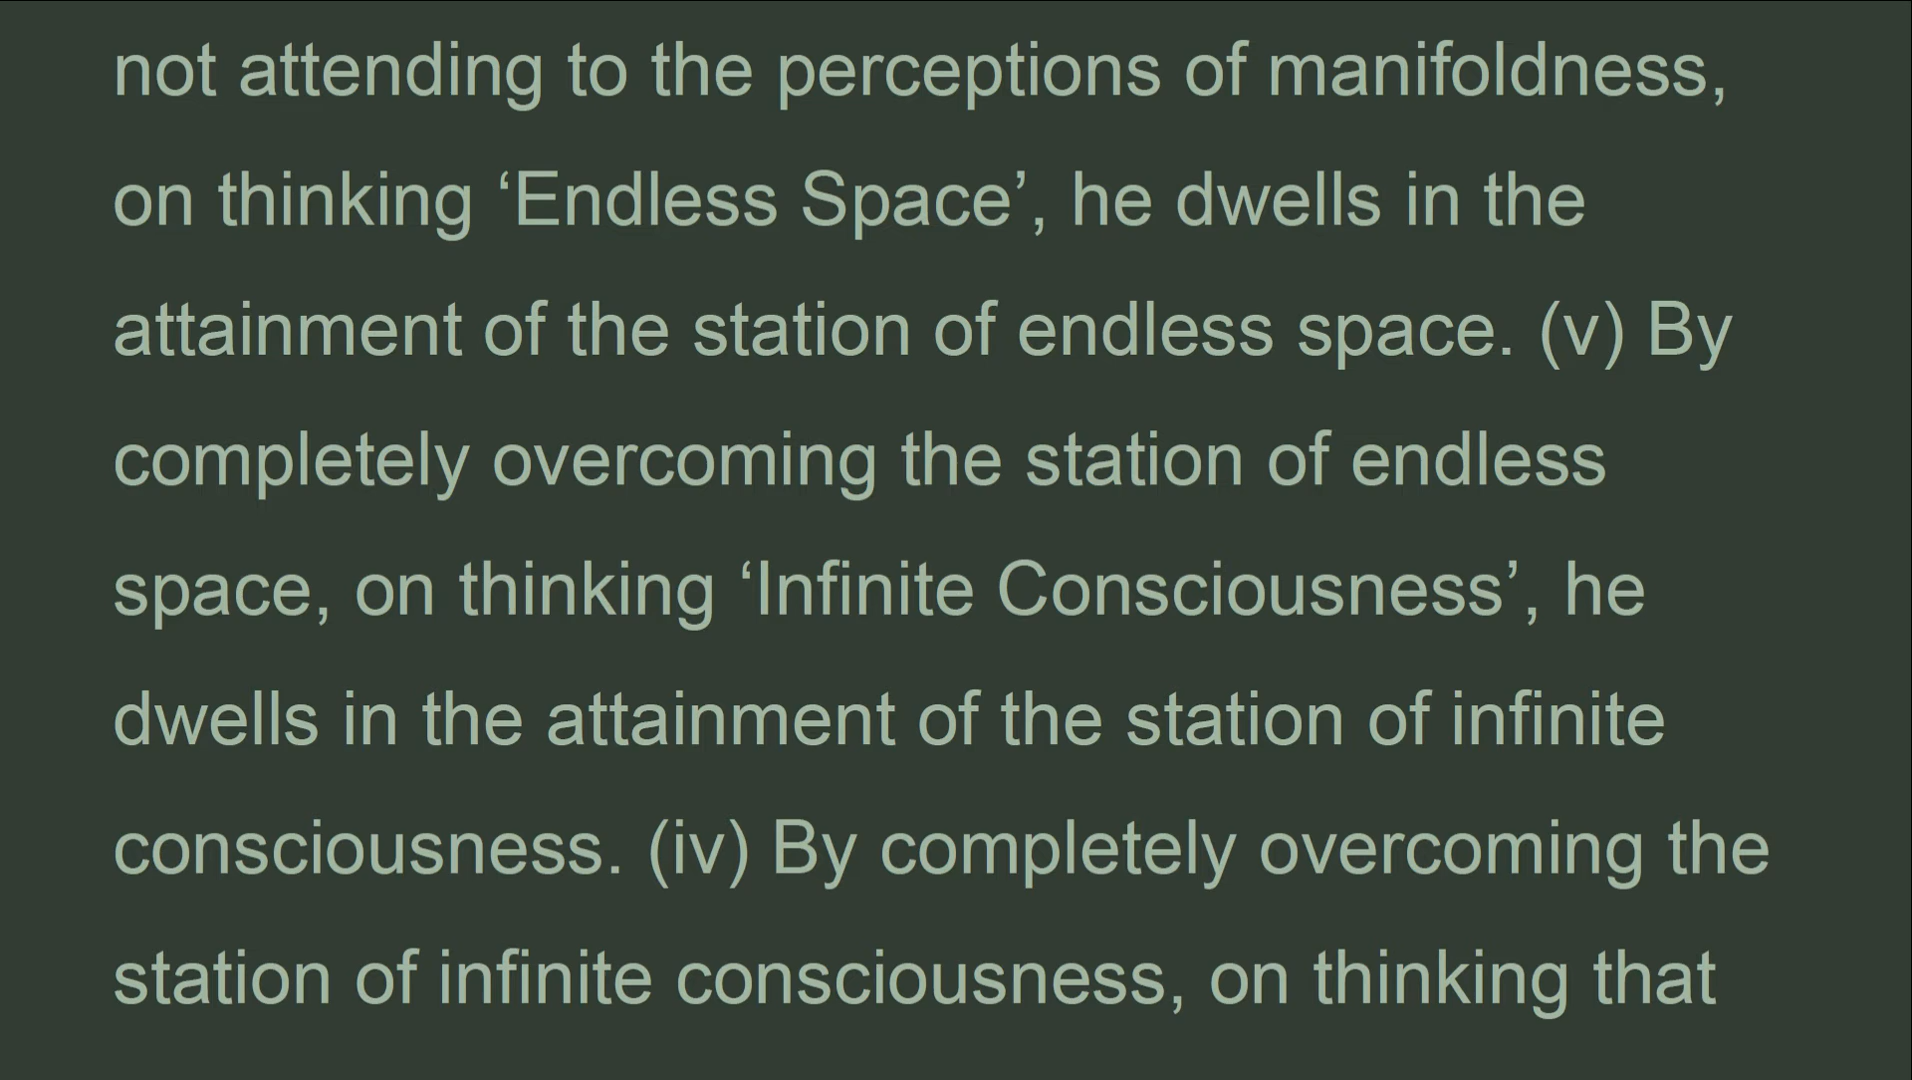 not attending to the perceptions of manifoldness,
on thinking ‘Endless Space’, he dwells in the
attainment of the station of endless space. (v) By
completely overcoming the station of endless
space, on thinking ‘Infinite Consciousness’, he
dwells in the attainment of the station of infinite
consciousness. (iv) By completely overcoming the
station of infinite consciousness, on thinking that